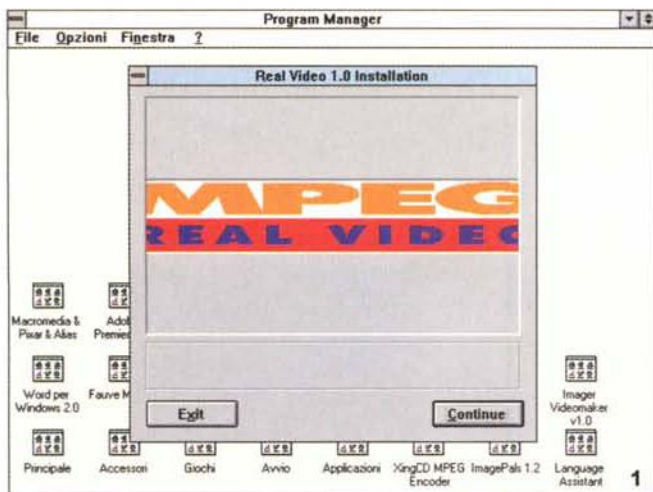 Program Manager
File Opzioni Finestra ?
Real Video 1.0 Installation
MPEG
REAL VIDEO
Macromedia &
Pixar & Alias
Word per
Windows 2.0
Imager
Videomaker
v1.0
Exit
Continue
Principale
Accessori
Giochi
Avvio
Applicazioni
XingCD MPEG
Encoder
ImagePals 1.2
Language
Assistant
1